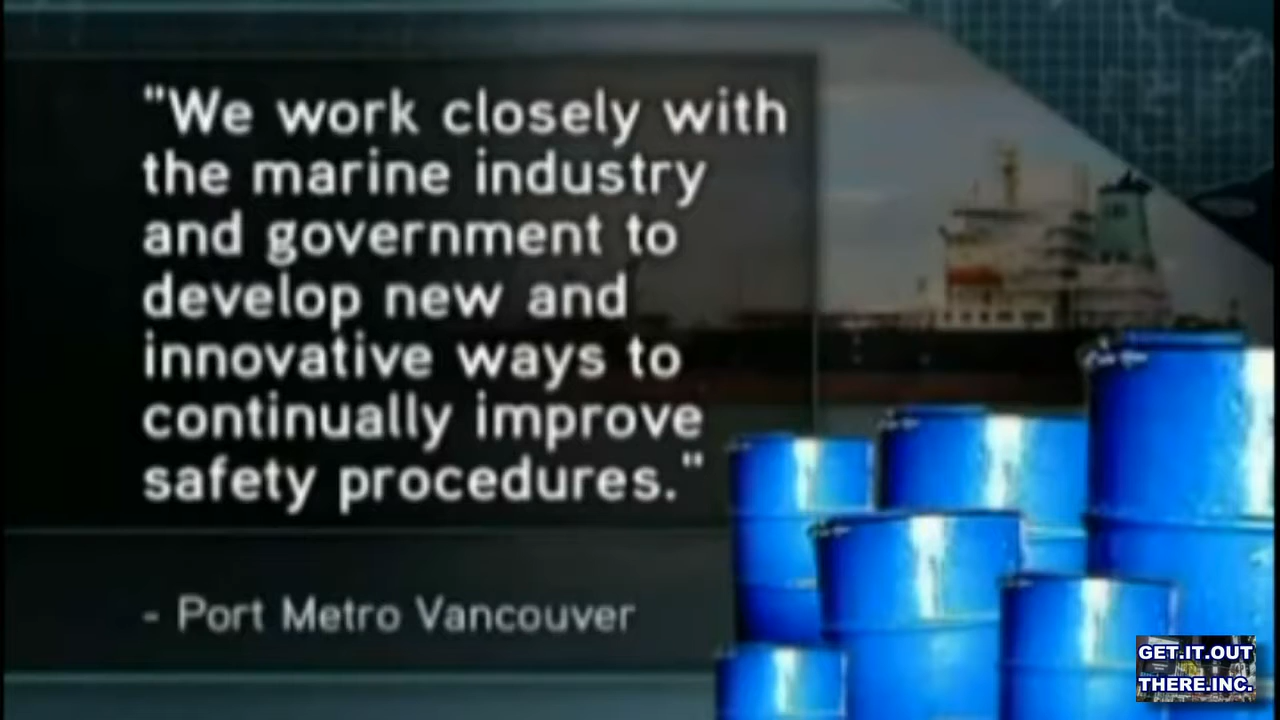 "We work closely with
the marine industry
and government to
develop new and
innovative ways to
continually improve
safety procedures."
- Port Metro Vancouver
GET.IT.OUT
THERE.INC.